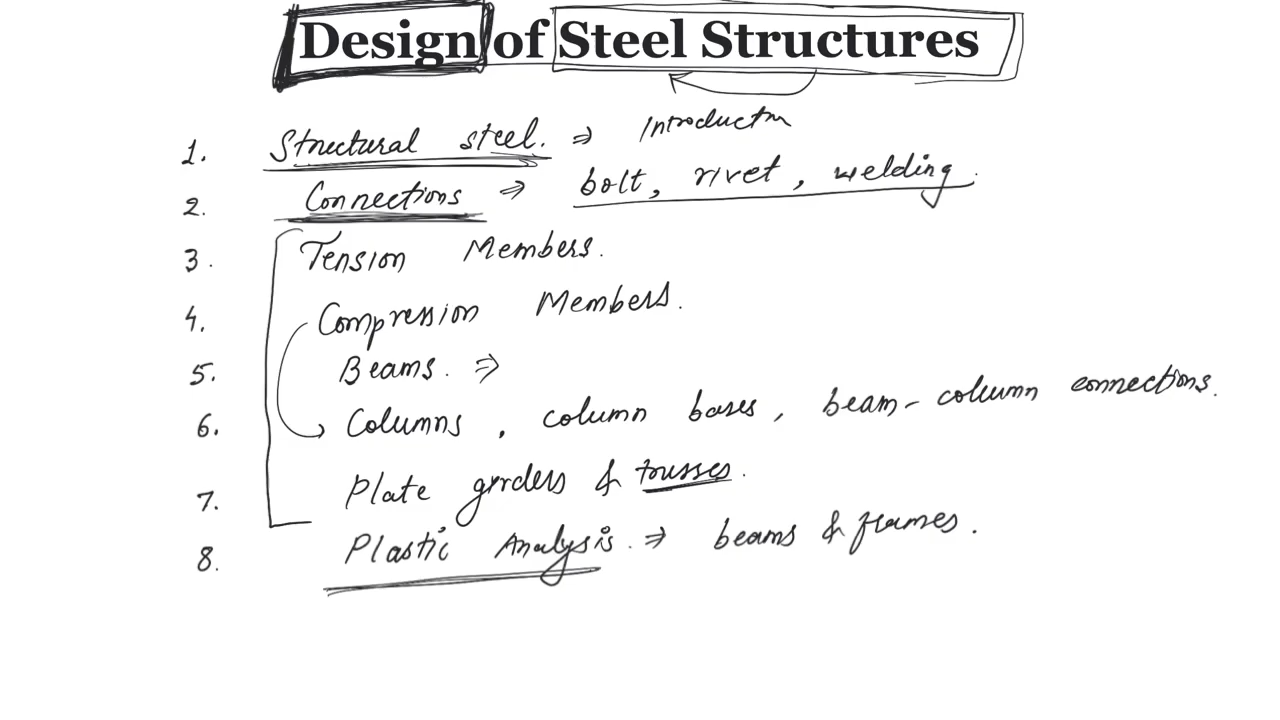 Design of Steel Structures
1. Structural steel. ⇒ Introductn
2. Connections ⇒ bolt, rivet, welding.
3. Tension Members.
4. Compression Members.
5. Beams. ⇒
6. Columns, column bases, beam-column connections.
7. Plate girders & trusses.
8. Plastic Analysis. ⇒ beams & frames.